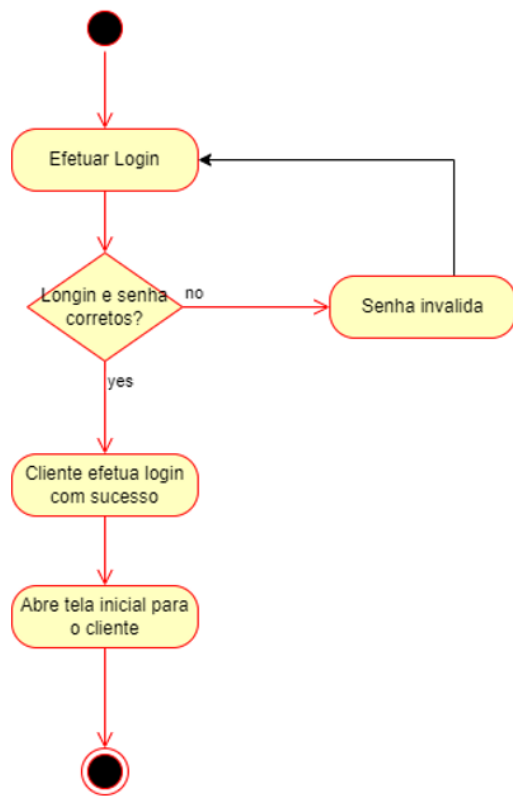 Efetuar Login
Longin e senha
corretos?
no
Senha invalida
yes
Cliente efetua login
com sucesso
Abre tela inicial para
o cliente